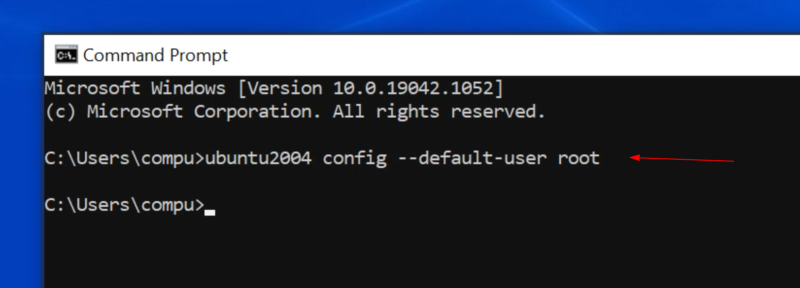 Command Prompt
Microsoft Windows [Version 10.0.19042.1052]
(c) Microsoft Corporation. All rights reserved.
C:\Users\compu>ubuntu2004 config --default-user root
C:\Users\compu>